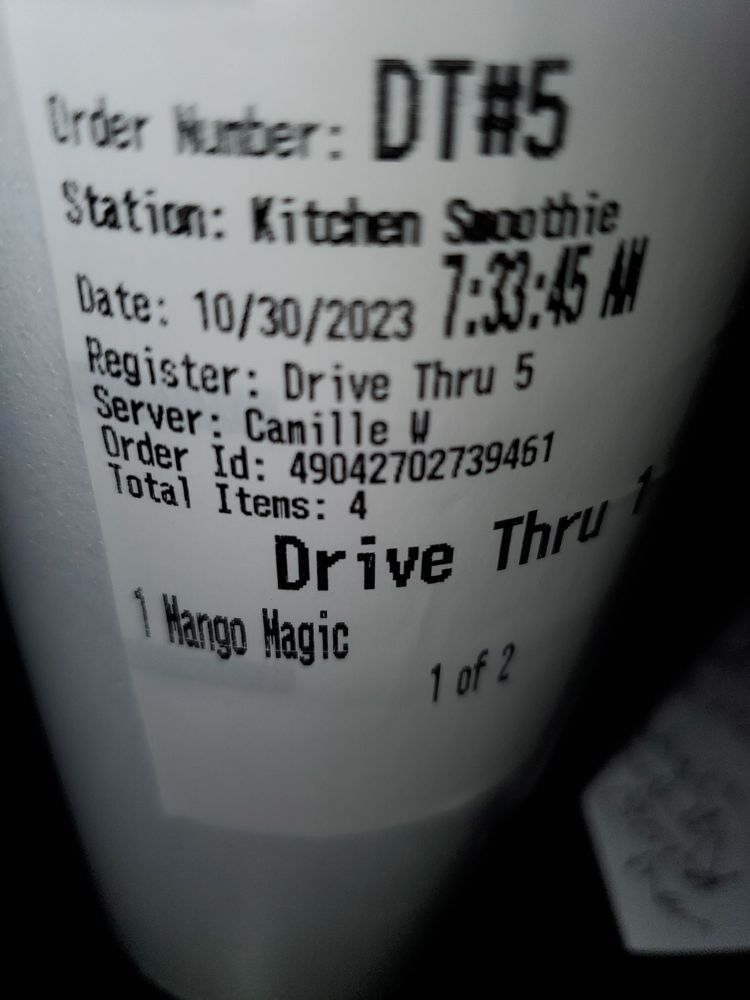 Order Number: DT#5
Station: Kitchen Smoothie
Date: 10/30/2023 7:33:45 AM
Register: Drive Thru 5
Server: Camille W
Order Id: 49042702739461
Total Items: 4
Drive Thru 1
1 Mango Magic
1 of 2